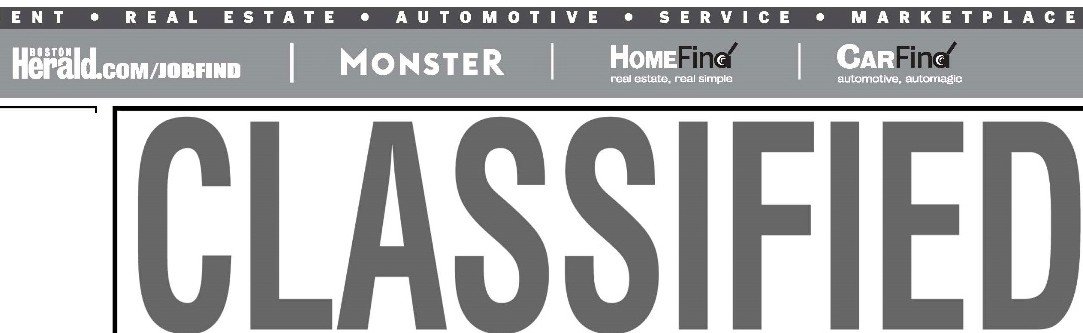 ENT • REAL ESTATE • AUTOMOTIVE • SERVICE • MARKETPLACE
BOSTON Herald.COM/JOBFIND | MONSTER | HOMEFind | CARFind
real estate, real simple automotive, automagic
CLASSIFIED